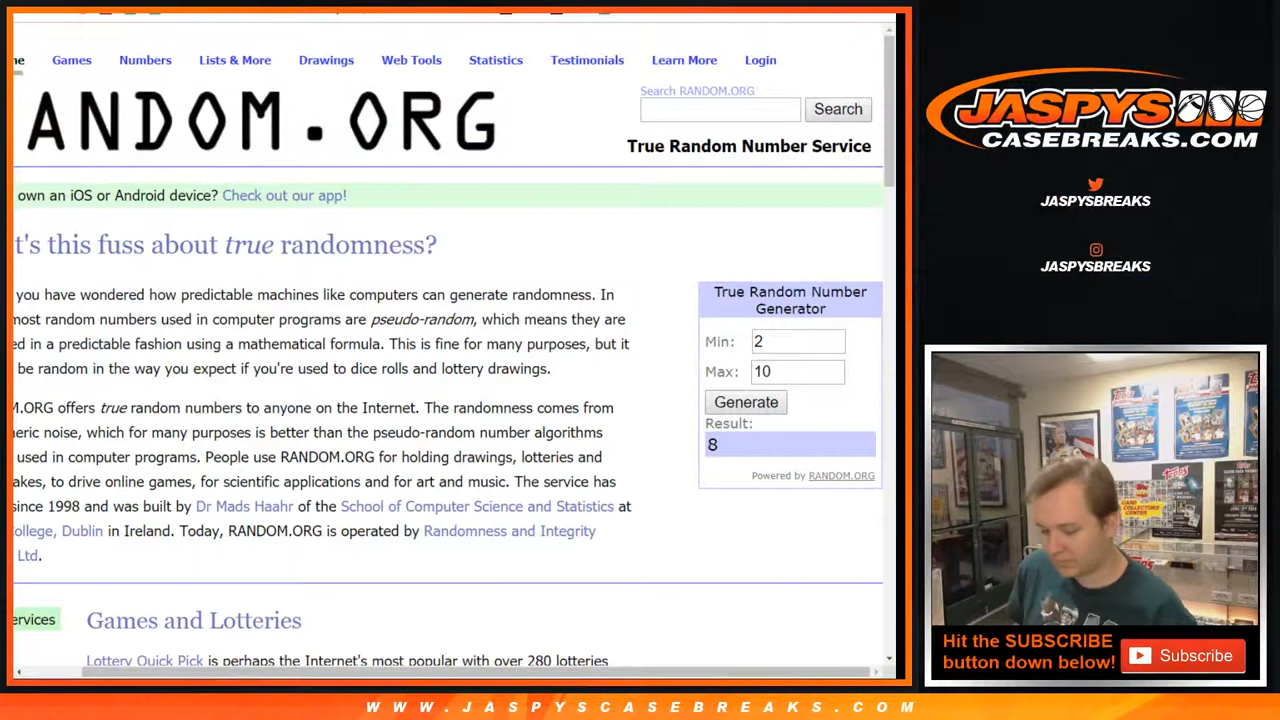 ne Games Numbers Lists & More Drawings Web Tools Statistics Testimonials Learn More Login
Search RANDOM.ORG
ANDOM.ORG
Search
True Random Number Service
own an iOS or Android device? Check out our app!
t's this fuss about true randomness?
you have wondered how predictable machines like computers can generate randomness. In
most random numbers used in computer programs are pseudo-random, which means they are
ed in a predictable fashion using a mathematical formula. This is fine for many purposes, but it
be random in the way you expect if you're used to dice rolls and lottery drawings.
M.ORG offers true random numbers to anyone on the Internet. The randomness comes from
eric noise, which for many purposes is better than the pseudo-random number algorithms
used in computer programs. People use RANDOM.ORG for holding drawings, lotteries and
akes, to drive online games, for scientific applications and for art and music. The service has
since 1998 and was built by Dr Mads Haahr of the School of Computer Science and Statistics at
ollege, Dublin in Ireland. Today, RANDOM.ORG is operated by Randomness and Integrity
Ltd.
True Random Number
Generator
Min: 2
Max: 10
Generate
Result:
8
Powered by RANDOM.ORG
ervices
Games and Lotteries
Lottery Quick Pick is perhaps the Internet's most popular with over 280 lotteries
JASPYS
CASEBREAKS.COM
JASPYSBREAKS
JASPYSBREAKS
Topps
Topps
CARD
COLLECTORS
CENTER
Hit the SUBSCRIBE
button down below!
Subscribe
WWW.JASPYSCASEBREAKS.COM